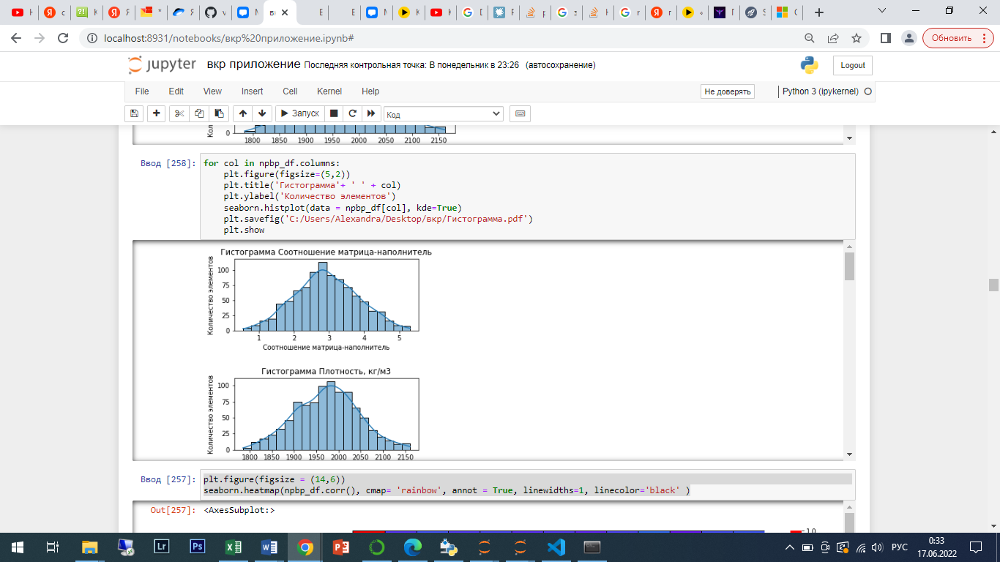 localhost:8931/notebooks/вкр%20приложение.ipynb#
Обновить
jupyter вкр приложение Последняя контрольная точка: В понедельник в 23:26 (автосохранение)
Logout
File Edit View Insert Cell Kernel Help
Не доверять
Python 3 (ipykernel)
Запуск
Код
0
1800 1850 1900 1950 2000 2050 2100 2150
Ввод [258]:
for col in npbp_df.columns:
plt.figure(figsize=(5,2))
plt.title('Гистограмма'+ ' ' + col)
plt.ylabel('Количество элементов')
seaborn.histplot(data = npbp_df[col], kde=True)
plt.savefig('C:/Users/Alexandra/Desktop/вкр/Гистограмма.pdf')
plt.show
Гистограмма Соотношение матрица-наполнитель
Количество элементов
100
75
50
25
0
1 2 3 4 5
Соотношение матрица-наполнитель
Гистограмма Плотность, кг/м3
Количество элементов
100
75
50
25
0
1800 1850 1900 1950 2000 2050 2100 2150
Ввод [257]:
plt.figure(figsize = (14,6))
seaborn.heatmap(npbp_df.corr(), cmap= 'rainbow', annot = True, linewidths=1, linecolor='black' )
Out[257]: <AxesSubplot:>
1.0
Lr
Ps
РУС
0:33
17.06.2022